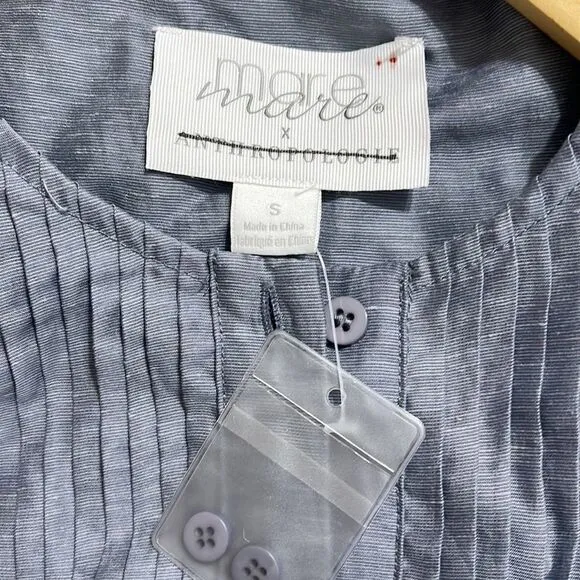 mare
mare®
x
ANTHROPOLOGIE
S
Made in China
Fabriqué en Chine